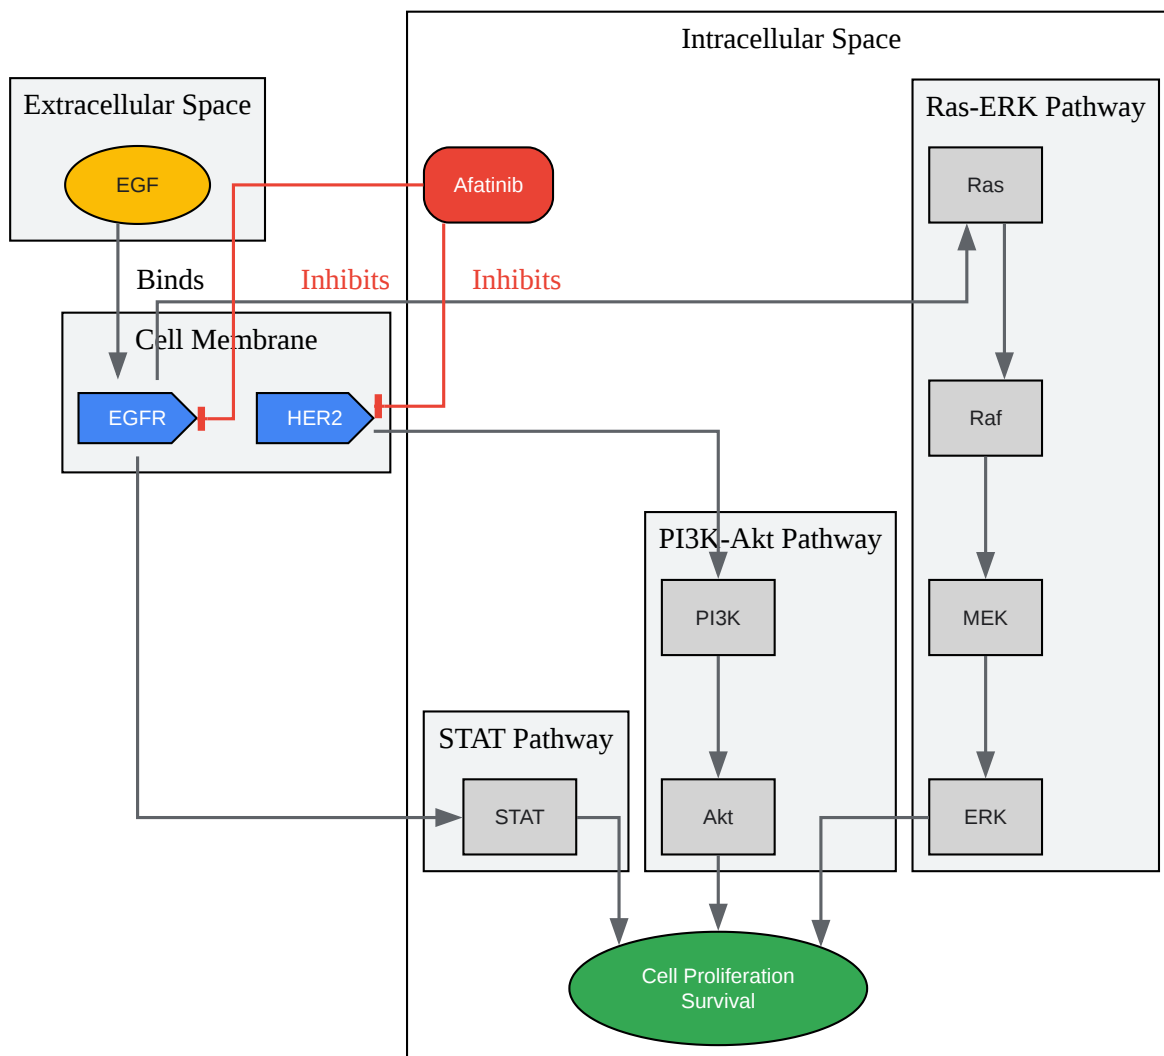 Intracellular Space
Extracellular Space
Ras-ERK Pathway
EGF
Afatinib
Ras
Binds
Inhibits
Inhibits
Cell Membrane
EGFR
HER2
Raf
PI3K-Akt Pathway
PI3K
MEK
STAT Pathway
STAT
Akt
ERK
Cell Proliferation
Survival